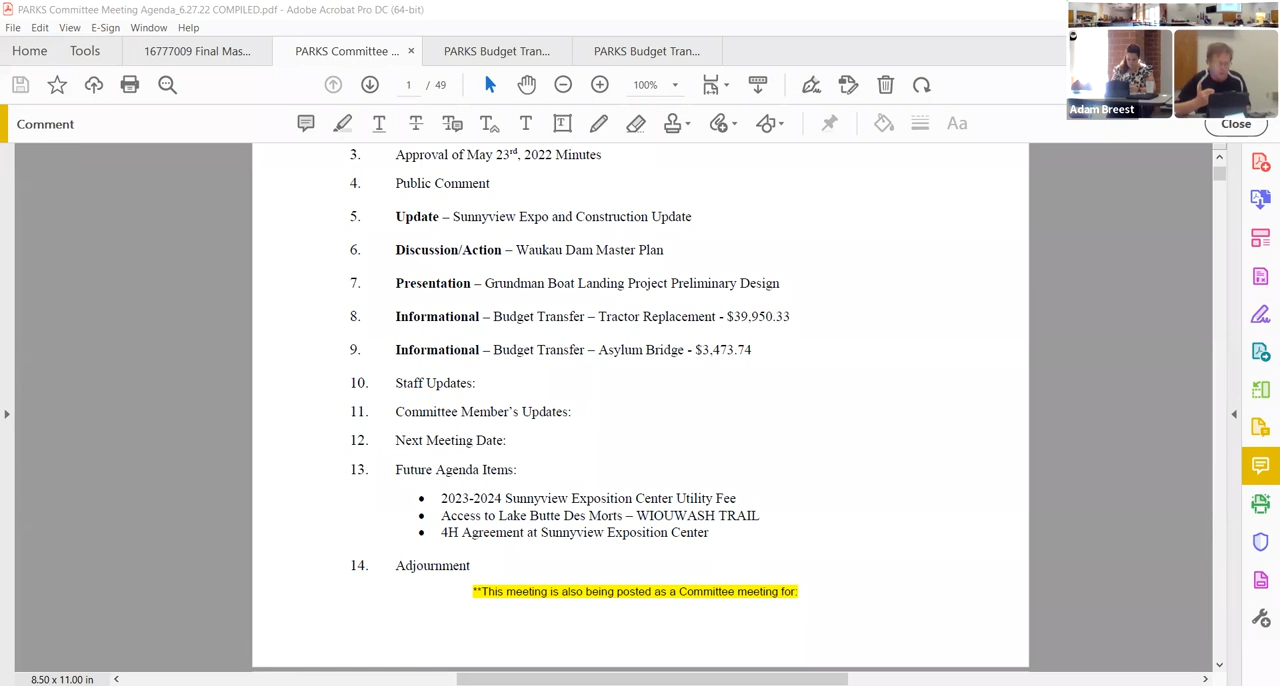 PARKS Committee Meeting Agenda_6.27.22 COMPILED.pdf - Adobe Acrobat Pro DC (64-bit)
File Edit View E-Sign Window Help
Home Tools 16777009 Final Mas... PARKS Committee ... × PARKS Budget Tran... PARKS Budget Tran...
1 / 49 100%
Adam Breest
Comment
Close
3. Approval of May 23rd, 2022 Minutes
4. Public Comment
5. Update – Sunnyview Expo and Construction Update
6. Discussion/Action – Waukau Dam Master Plan
7. Presentation – Grundman Boat Landing Project Preliminary Design
8. Informational – Budget Transfer – Tractor Replacement - $39,950.33
9. Informational – Budget Transfer – Asylum Bridge - $3,473.74
10. Staff Updates:
11. Committee Member's Updates:
12. Next Meeting Date:
13. Future Agenda Items:
• 2023-2024 Sunnyview Exposition Center Utility Fee
• Access to Lake Butte Des Morts – WIOUWASH TRAIL
• 4H Agreement at Sunnyview Exposition Center
14. Adjournment
**This meeting is also being posted as a Committee meeting for:
8.50 x 11.00 in